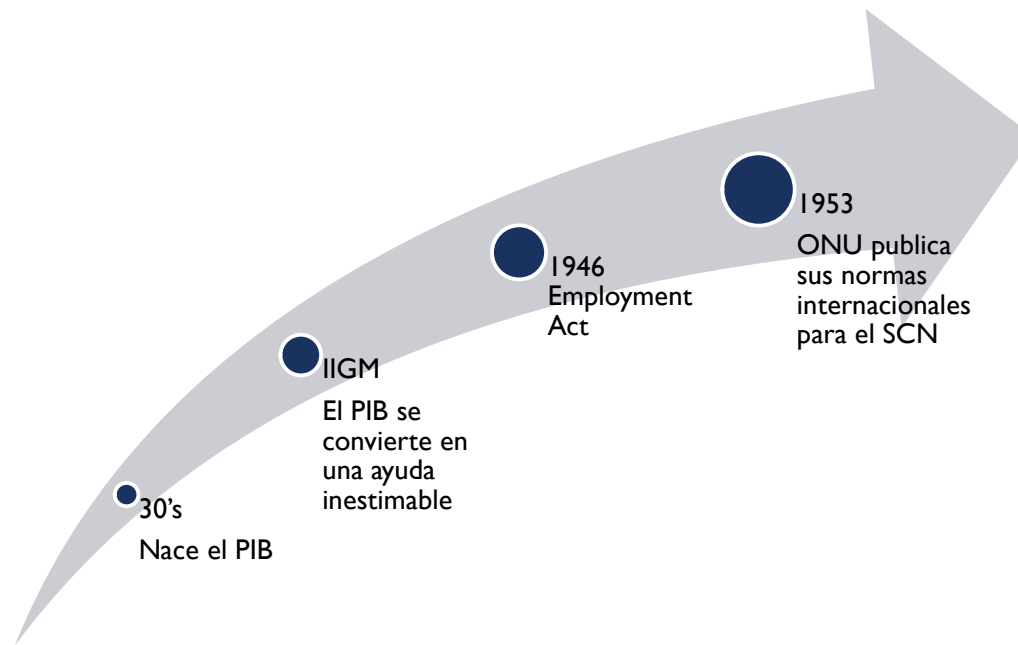 30’s
Nace el PIB
IIGM
El PIB se
convierte en
una ayuda
inestimable
1946
Employment
Act
1953
ONU publica
sus normas
internacionales
para el SCN